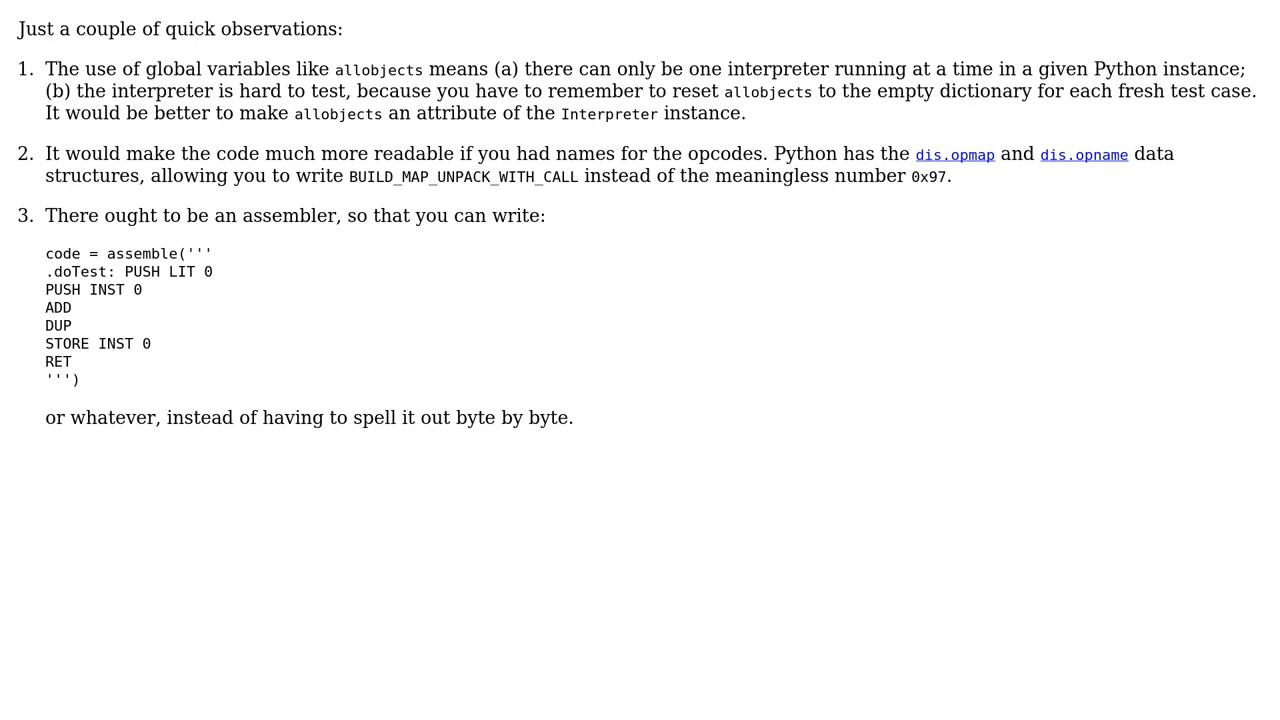 Just a couple of quick observations:
1. The use of global variables like allobjects means (a) there can only be one interpreter running at a time in a given Python instance;
(b) the interpreter is hard to test, because you have to remember to reset allobjects to the empty dictionary for each fresh test case.
It would be better to make allobjects an attribute of the Interpreter instance.
2. It would make the code much more readable if you had names for the opcodes. Python has the dis.opmap and dis.opname data
structures, allowing you to write BUILD_MAP_UNPACK_WITH_CALL instead of the meaningless number 0x97.
3. There ought to be an assembler, so that you can write:
code = assemble('''
.doTest: PUSH LIT 0
PUSH INST 0
ADD
DUP
STORE INST 0
RET
''')
or whatever, instead of having to spell it out byte by byte.